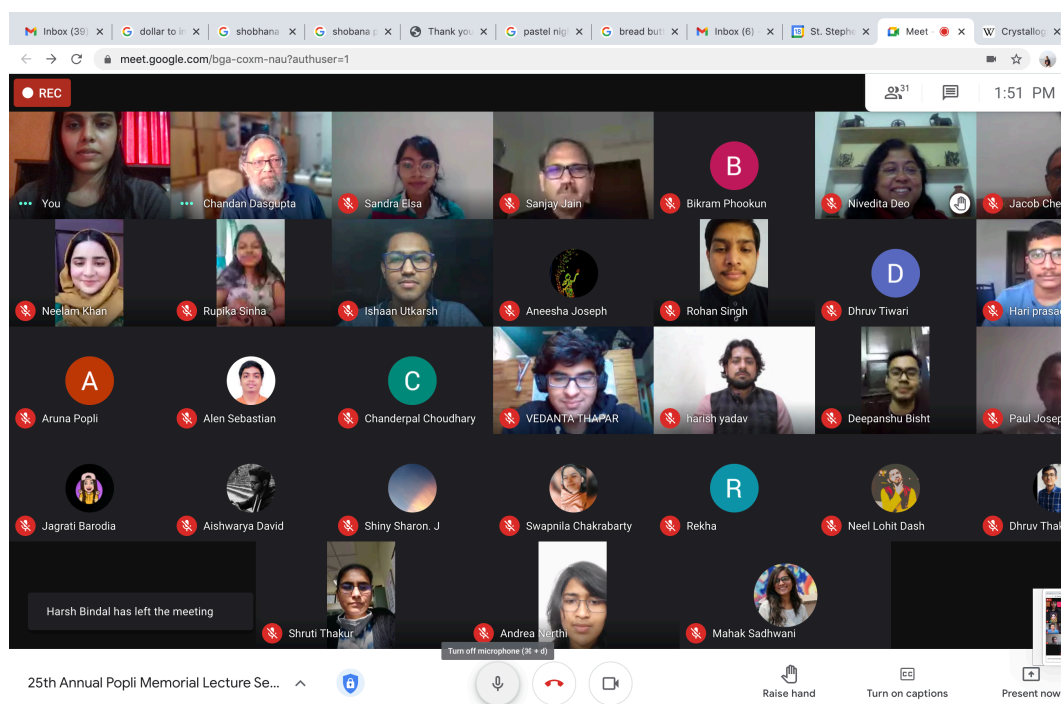 Inbox (39)
dollar to in
shobhana
shobana p
Thank you
pastel nig
bread but
Inbox (6) -
18
St. Stephe
Meet -
W
Crystallog
meet.google.com/bga-coxm-nau?authuser=1
REC
31
1:51 PM
You
Chandan Dasgupta
Sandra Elsa
Sanjay Jain
B
Bikram Phookun
Nivedita Deo
Jacob Che
Neelam Khan
Rupika Sinha
Ishaan Utkarsh
Aneesha Joseph
Rohan Singh
D
Dhruv Tiwari
Hari prasa
A
Aruna Popli
Alen Sebastian
C
Chanderpal Choudhary
VEDANTA THAPAR
harish yadav
Deepanshu Bisht
Paul Josep
Jagrati Barodia
Aishwarya David
Shiny Sharon. J
Swapnila Chakrabarty
R
Rekha
Neel Lohit Dash
Dhruv Thak
Harsh Bindal has left the meeting
Shruti Thakur
Andrea Nerthi
Mahak Sadhwani
Turn off microphone (⌘ + d)
25th Annual Popli Memorial Lecture Se...
CC
Raise hand
Turn on captions
Present now